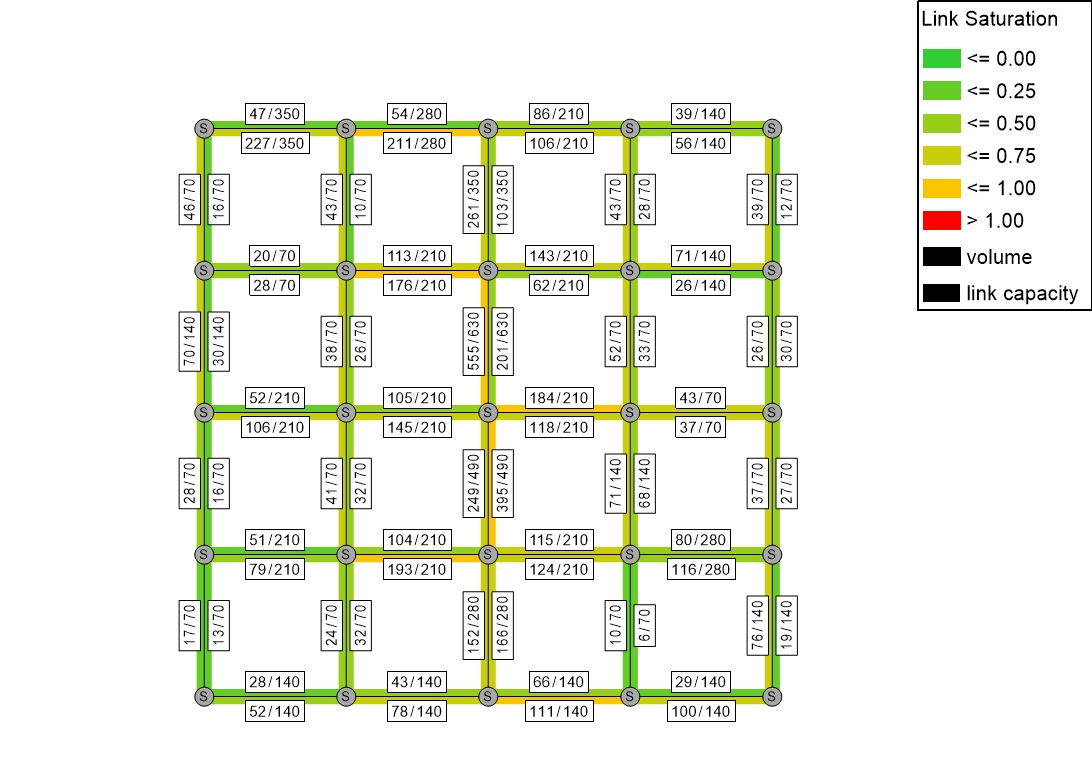 Link Saturation
<= 0.00
<= 0.25
<= 0.50
<= 0.75
<= 1.00
> 1.00
volume
link capacity
47/350 54/280 86/210 39/140
S S S S S
227/350 211/280 106/210 56/140
46/70 16/70 43/70 10/70 261/350 103/350 43/70 28/70 39/70 12/70
20/70 113/210 143/210 71/140
S S S S S
28/70 176/210 62/210 26/140
70/140 30/140 38/70 26/70 555/630 201/630 52/70 33/70 26/70 30/70
52/210 105/210 184/210 43/70
S S S S S
106/210 145/210 118/210 37/70
28/70 16/70 41/70 32/70 249/490 395/490 71/140 68/140 37/70 27/70
51/210 104/210 115/210 80/280
S S S S S
79/210 193/210 124/210 116/280
17/70 13/70 24/70 32/70 152/280 166/280 10/70 6/70 76/140 19/140
28/140 43/140 66/140 29/140
S S S S S
52/140 78/140 111/140 100/140